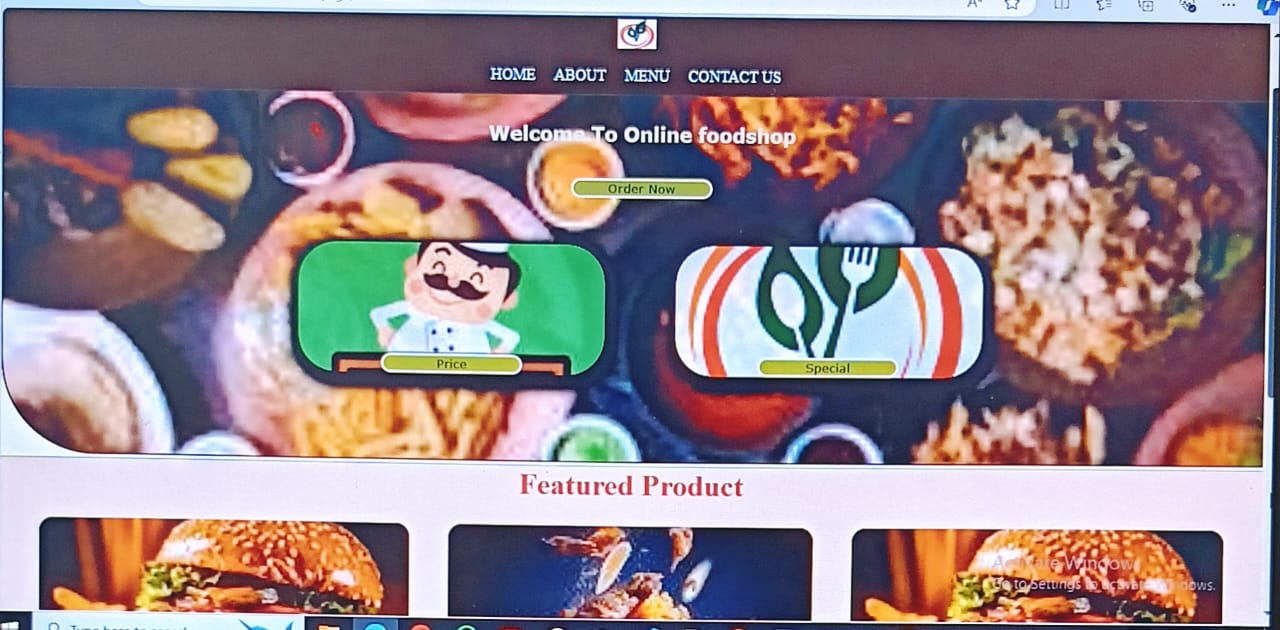 HOME ABOUT MENU CONTACT US
Welcome To Online foodshop
Order Now
Price
Special
Featured Product
Activate Windows
Go to Settings to activate Windows.
Type here to search